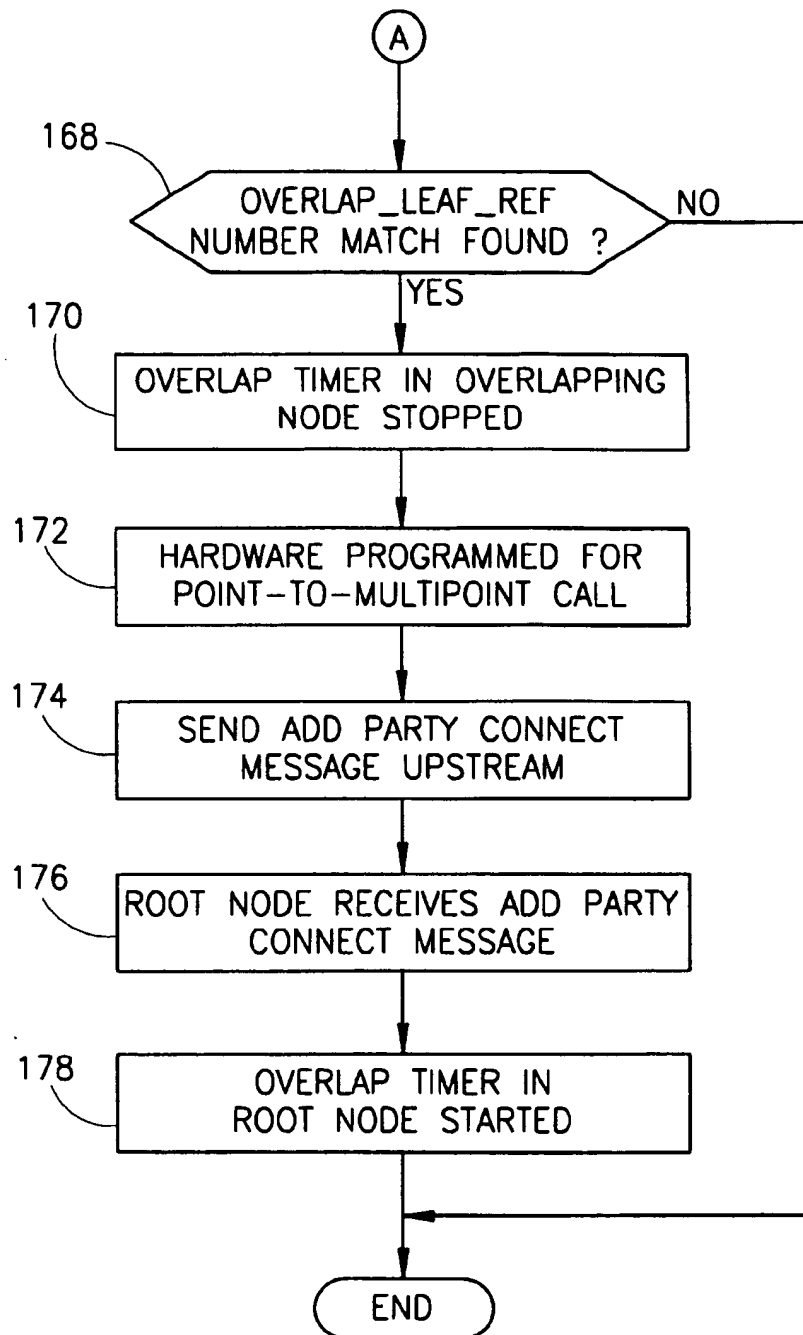 A
168
OVERLAP_LEAF_REF
NUMBER MATCH FOUND ?
NO
YES
170
OVERLAP TIMER IN OVERLAPPING
NODE STOPPED
172
HARDWARE PROGRAMMED FOR
POINT-TO-MULTIPOINT CALL
174
SEND ADD PARTY CONNECT
MESSAGE UPSTREAM
176
ROOT NODE RECEIVES ADD PARTY
CONNECT MESSAGE
178
OVERLAP TIMER IN
ROOT NODE STARTED
END